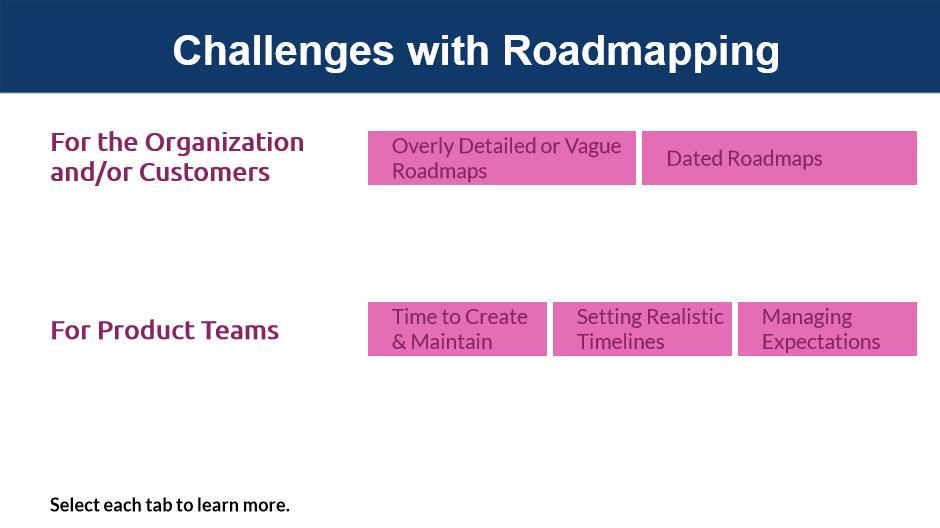 Challenges with Roadmapping
For the Organization
and/or Customers
Overly Detailed or Vague
Roadmaps
Dated Roadmaps
For Product Teams
Time to Create
& Maintain
Setting Realistic
Timelines
Managing
Expectations
Select each tab to learn more.